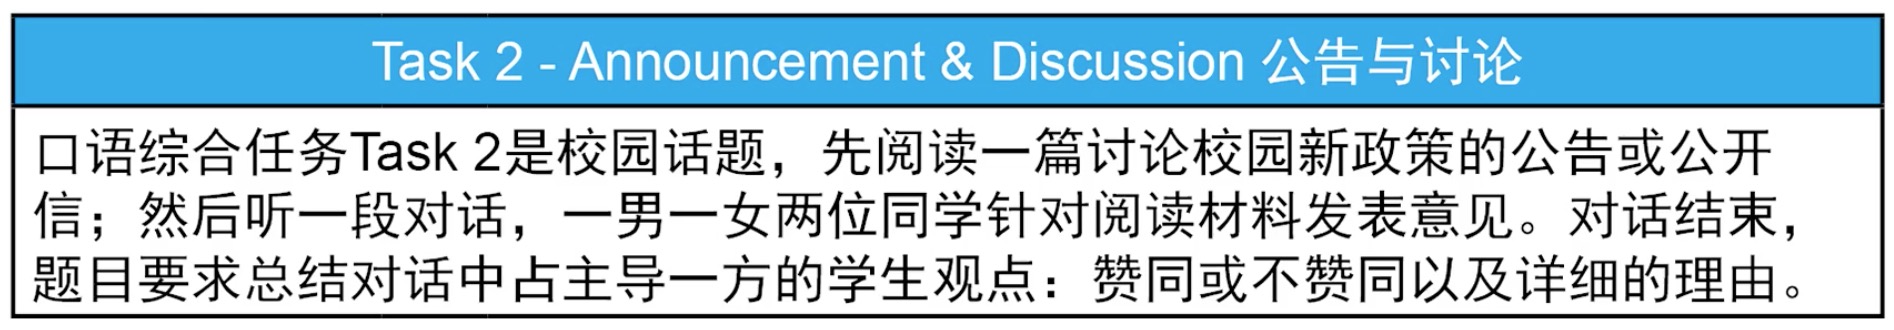 Task 2 - Announcement & Discussion 公告与讨论
口语综合任务Task 2是校园话题，先阅读一篇讨论校园新政策的公告或公开
信；然后听一段对话，一男一女两位同学针对阅读材料发表意见。对话结束，
题目要求总结对话中占主导一方的学生观点：赞同或不赞同以及详细的理由。